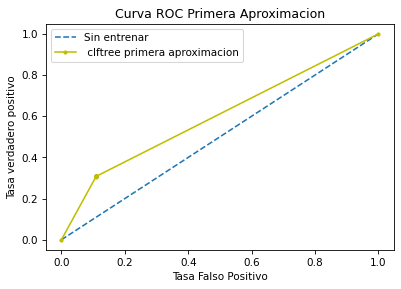 Curva ROC Primera Aproximacion
Sin entrenar
clftree primera aproximacion
Tasa verdadero positivo
1.0
0.8
0.6
0.4
0.2
0.0
0.0 0.2 0.4 0.6 0.8 1.0
Tasa Falso Positivo